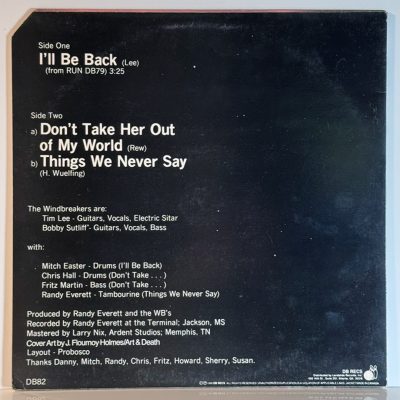 Side One
I'll Be Back (Lee)
(from RUN DB79) 3:25
Side Two
a) Don't Take Her Out
of My World (Rew)
b) Things We Never Say
(H. Wuelfing)
The Windbreakers are:
Tim Lee - Guitars, Vocals, Electric Sitar
Bobby Sutliff - Guitars, Vocals, Bass
with:
Mitch Easter - Drums (I'll Be Back)
Chris Hall - Drums (Don't Take . . .)
Fritz Martin - Bass (Don't Take . . .)
Randy Everett - Tambourine (Things We Never Say)
Produced by Randy Everett and the WB's
Recorded by Randy Everett at the Terminal; Jackson, MS
Mastered by Larry Nix, Ardent Studios; Memphis, TN
Cover Art by J. Flournoy Holmes/Art & Death
Layout - Probosco
Thanks Danny, Mitch, Randy, Chris, Fritz, Howard, Sherry, Susan.
DB82
DB RECS